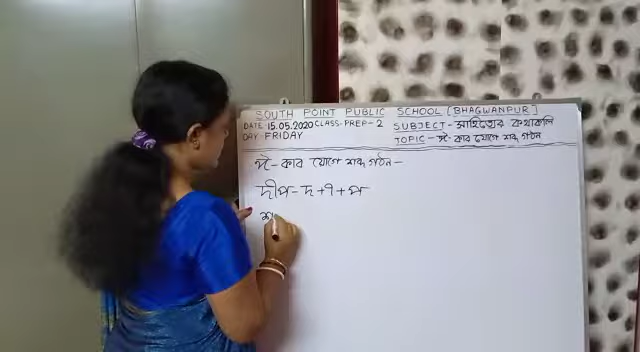 SOUTH POINT PUBLIC SCHOOL (BHAGWANPUR)
DATE 15.05.2020 CLASS-PREP-2 SUBJECT-সাহিত্যের কথাকলি
DAY-FRIDAY TOPIC-ঈ-কার যোগে শব্দ গঠন
ঈ-কার যোগে শব্দ গঠন-
দীপ-দ+ী+প
শ